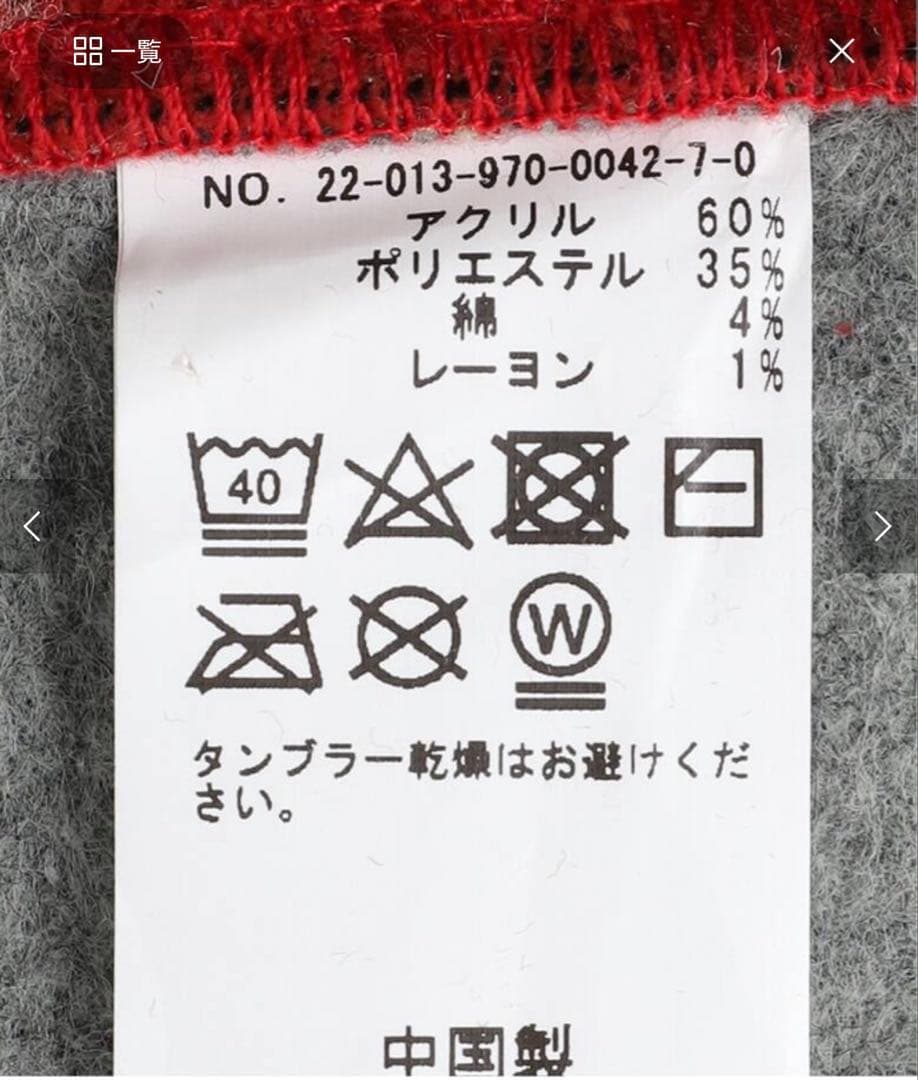 一覧
NO. 22-013-970-0042-7-0
アクリル 60%
ポリエステル 35%
綿 4%
レーヨン 1%
40
W
タンブラー乾燥はお避けくだ
さい。
中国製